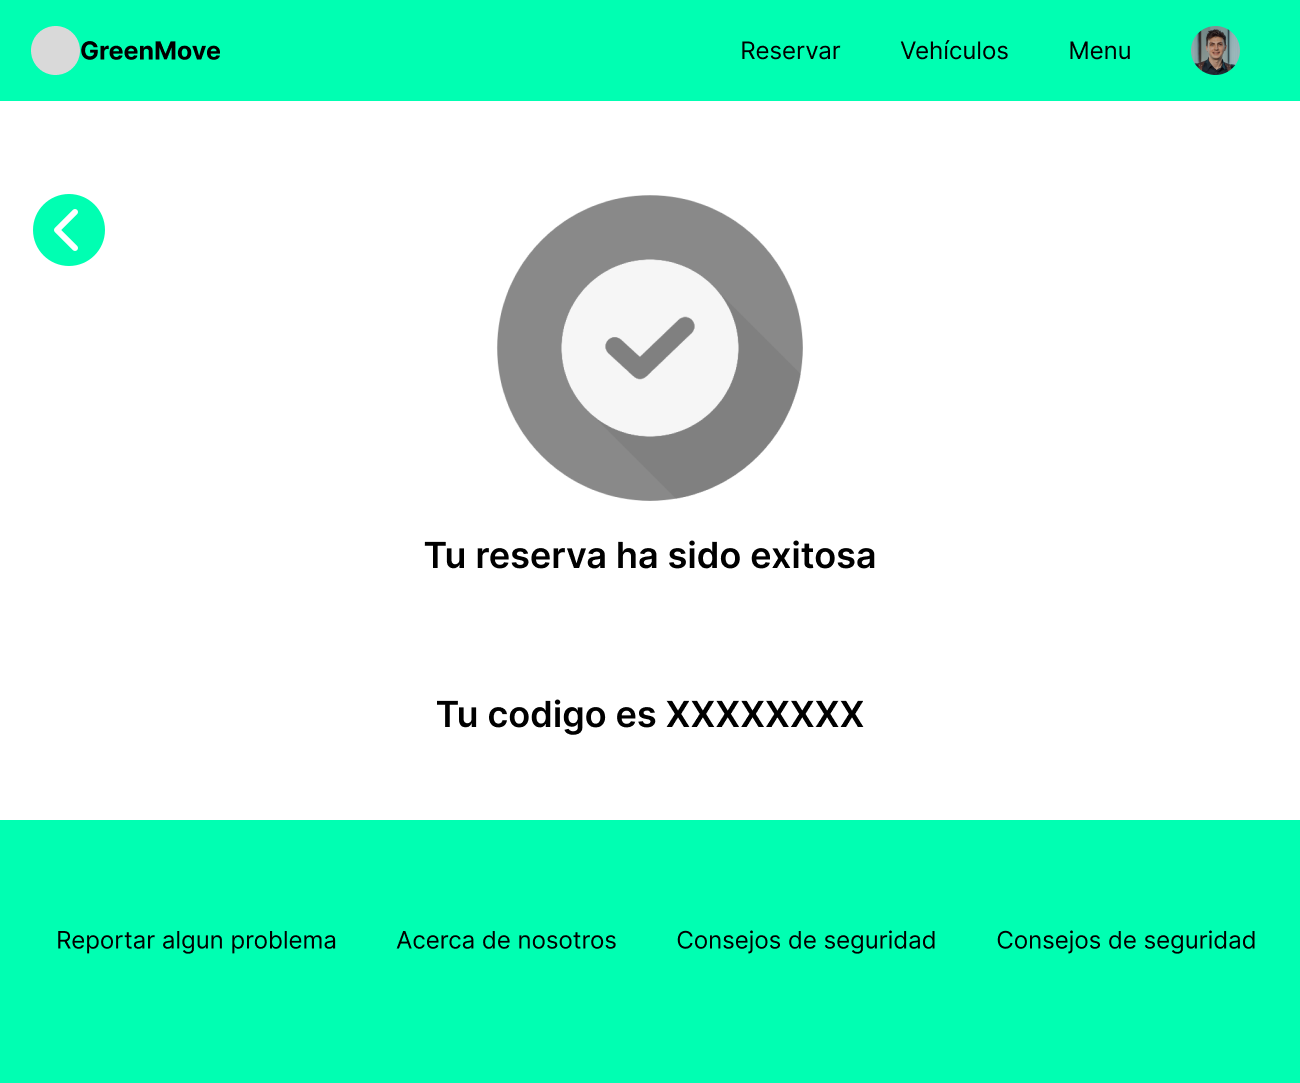 GreenMove
Reservar
Vehículos
Menu
Tu reserva ha sido exitosa
Tu codigo es XXXXXXXX
Reportar algun problema
Acerca de nosotros
Consejos de seguridad
Consejos de seguridad